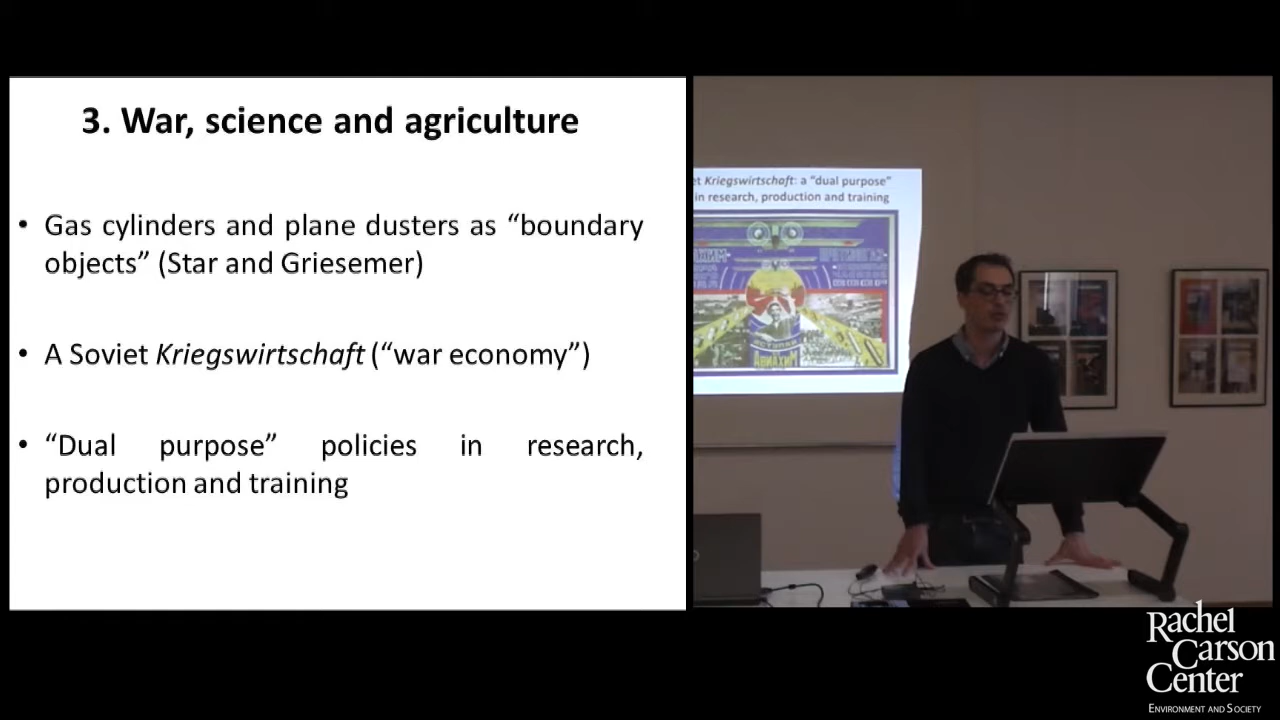 3. War, science and agriculture
• Gas cylinders and plane dusters as “boundary
objects” (Star and Griesemer)
• A Soviet Kriegswirtschaft (“war economy”)
• “Dual purpose” policies in research,
production and training
et Kriegswirtschaft: a “dual purpose”
in research, production and training
Rachel
Carson
Center
ENVIRONMENT AND SOCIETY